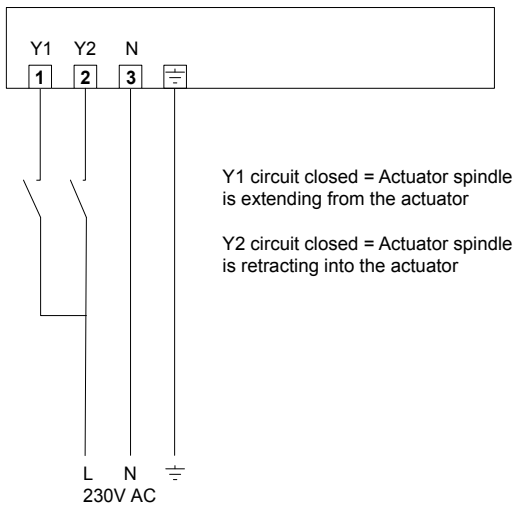 Y1 Y2 N
1 2 3
Y1 circuit closed = Actuator spindle
is extending from the actuator
Y2 circuit closed = Actuator spindle
is retracting into the actuator
L N
230V AC